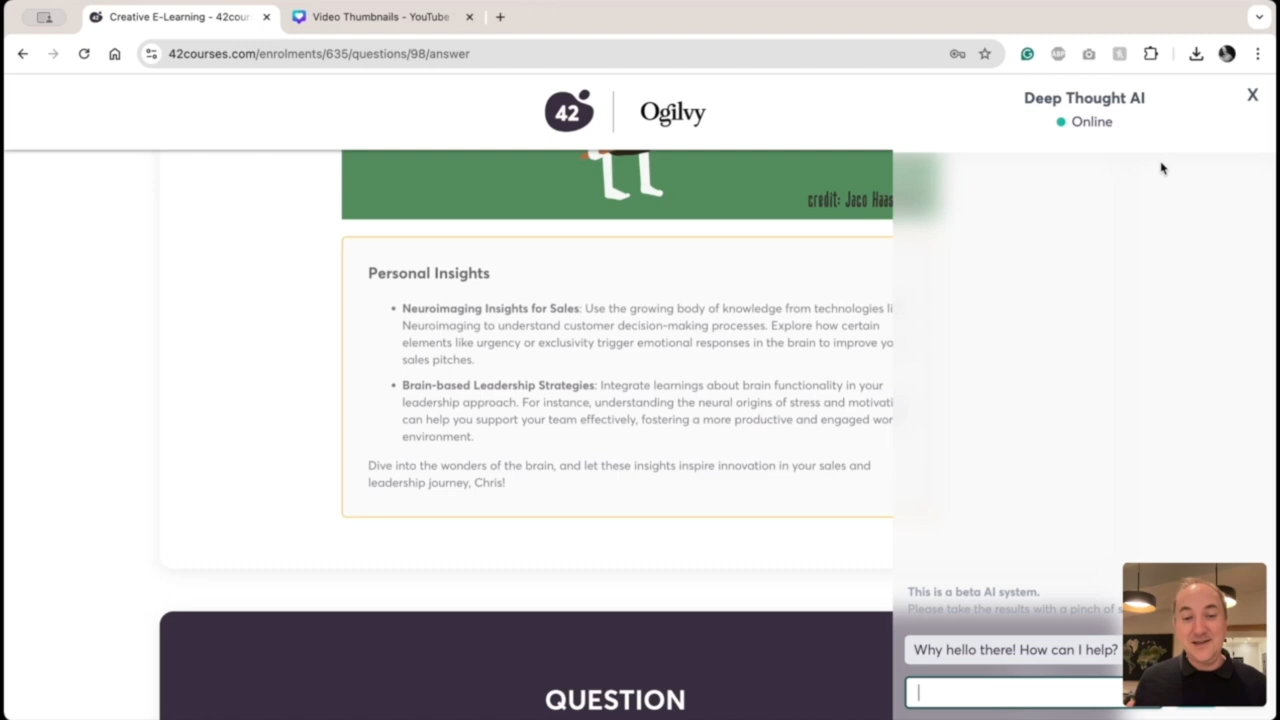 Creative E-Learning - 42cour
Video Thumbnails - YouTube
42courses.com/enrolments/635/questions/98/answer
42
Ogilvy
Deep Thought AI
Online
X
credit: Jaco Haas
Personal Insights
• Neuroimaging Insights for Sales: Use the growing body of knowledge from technologies li
Neuroimaging to understand customer decision-making processes. Explore how certain
elements like urgency or exclusivity trigger emotional responses in the brain to improve yo
sales pitches.
• Brain-based Leadership Strategies: Integrate learnings about brain functionality in your
leadership approach. For instance, understanding the neural origins of stress and motivati
can help you support your team effectively, fostering a more productive and engaged wor
environment.
Dive into the wonders of the brain, and let these insights inspire innovation in your sales and
leadership journey, Chris!
This is a beta AI system.
Please take the results with a pinch of s
Why hello there! How can I help?
QUESTION